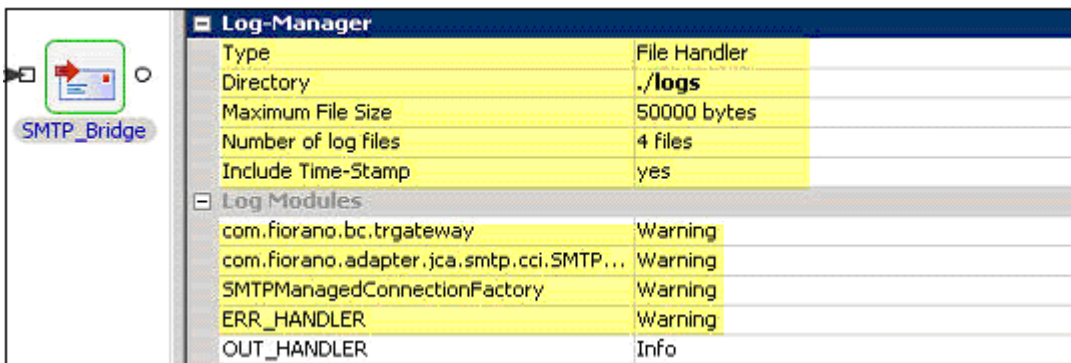 SMTP_Bridge
Log-Manager
Type File Handler
Directory ./logs
Maximum File Size 50000 bytes
Number of log files 4 files
Include Time-Stamp yes
Log Modules
com.fiorano.bc.trgateway Warning
com.fiorano.adapter.jca.smtp.cci.SMTP... Warning
SMTPManagedConnectionFactory Warning
ERR_HANDLER Warning
OUT_HANDLER Info